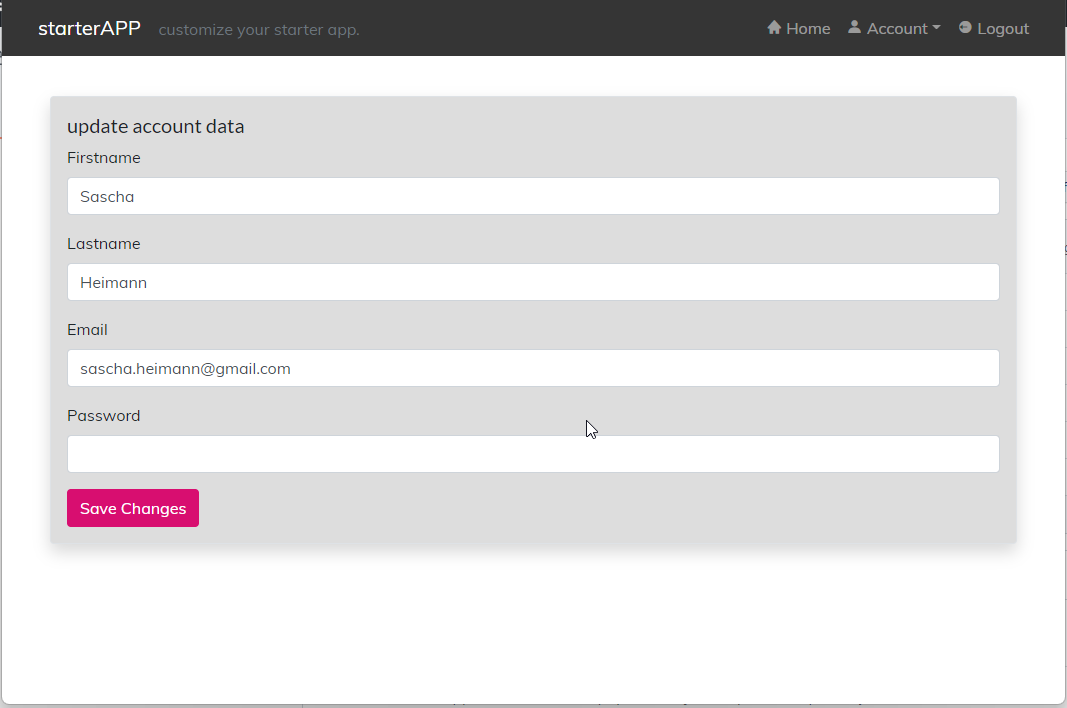 starterAPP customize your starter app. Home Account Logout
update account data
Firstname
Sascha
Lastname
Heimann
Email
sascha.heimann@gmail.com
Password
Save Changes